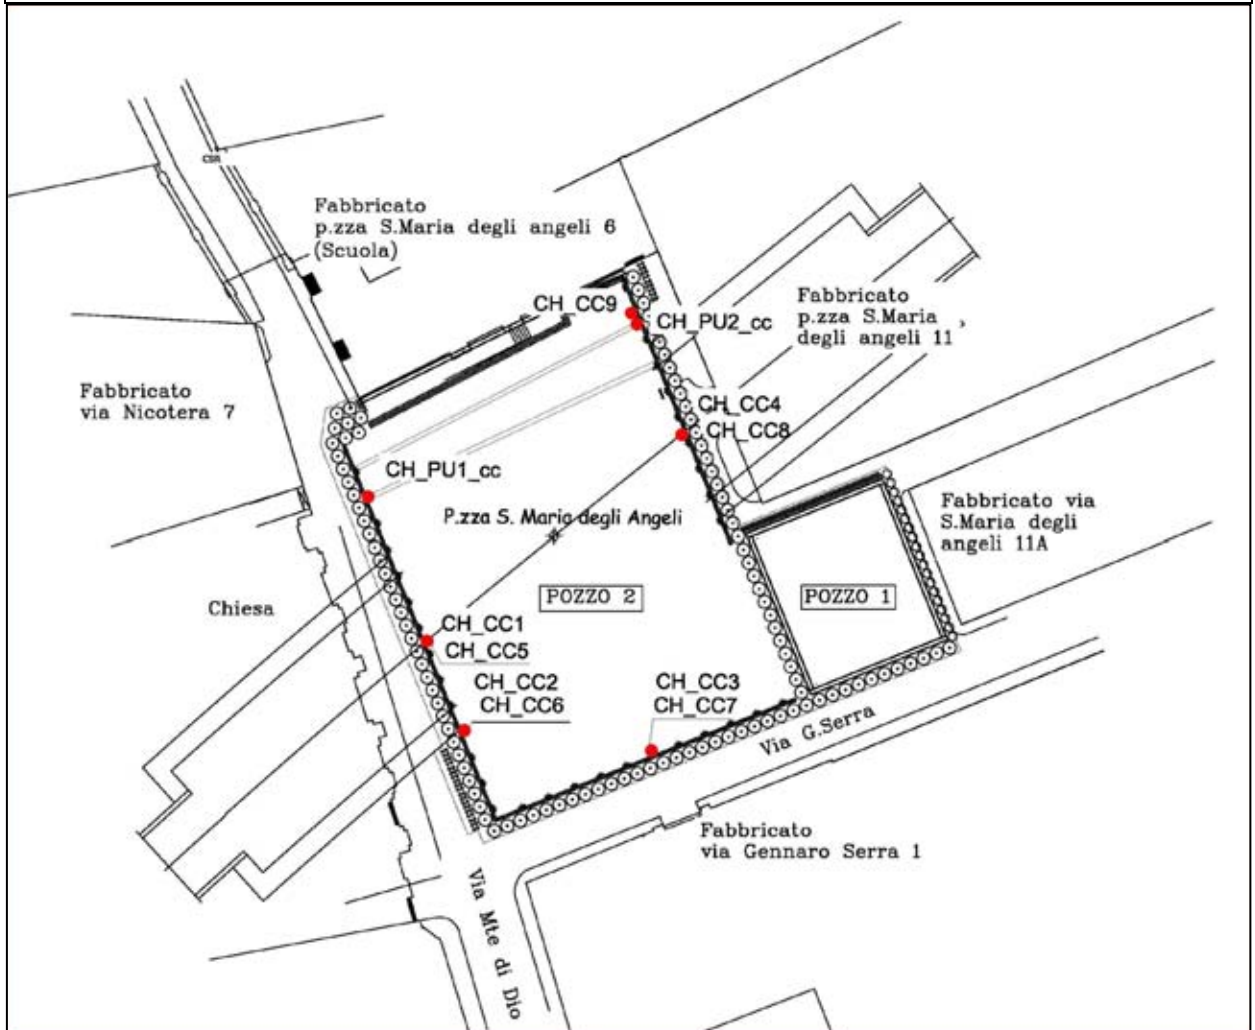 CSR
Fabbricato
p.zza S.Maria degli angeli 6
(Scuola)
CH_CC9
CH_PU2_cc
Fabbricato
p.zza S.Maria
degli angeli 11
Fabbricato
via Nicotera 7
CH_CC4
CH_CC8
CH_PU1_cc
P.zza S. Maria degli Angeli
Fabbricato via
S.Maria degli
angeli 11A
POZZO 2
POZZO 1
Chiesa
CH_CC1
CH_CC5
CH_CC2
CH_CC6
CH_CC3
CH_CC7
Via G.Serra
Fabbricato
via Gennaro Serra 1
Via Mte di Dio